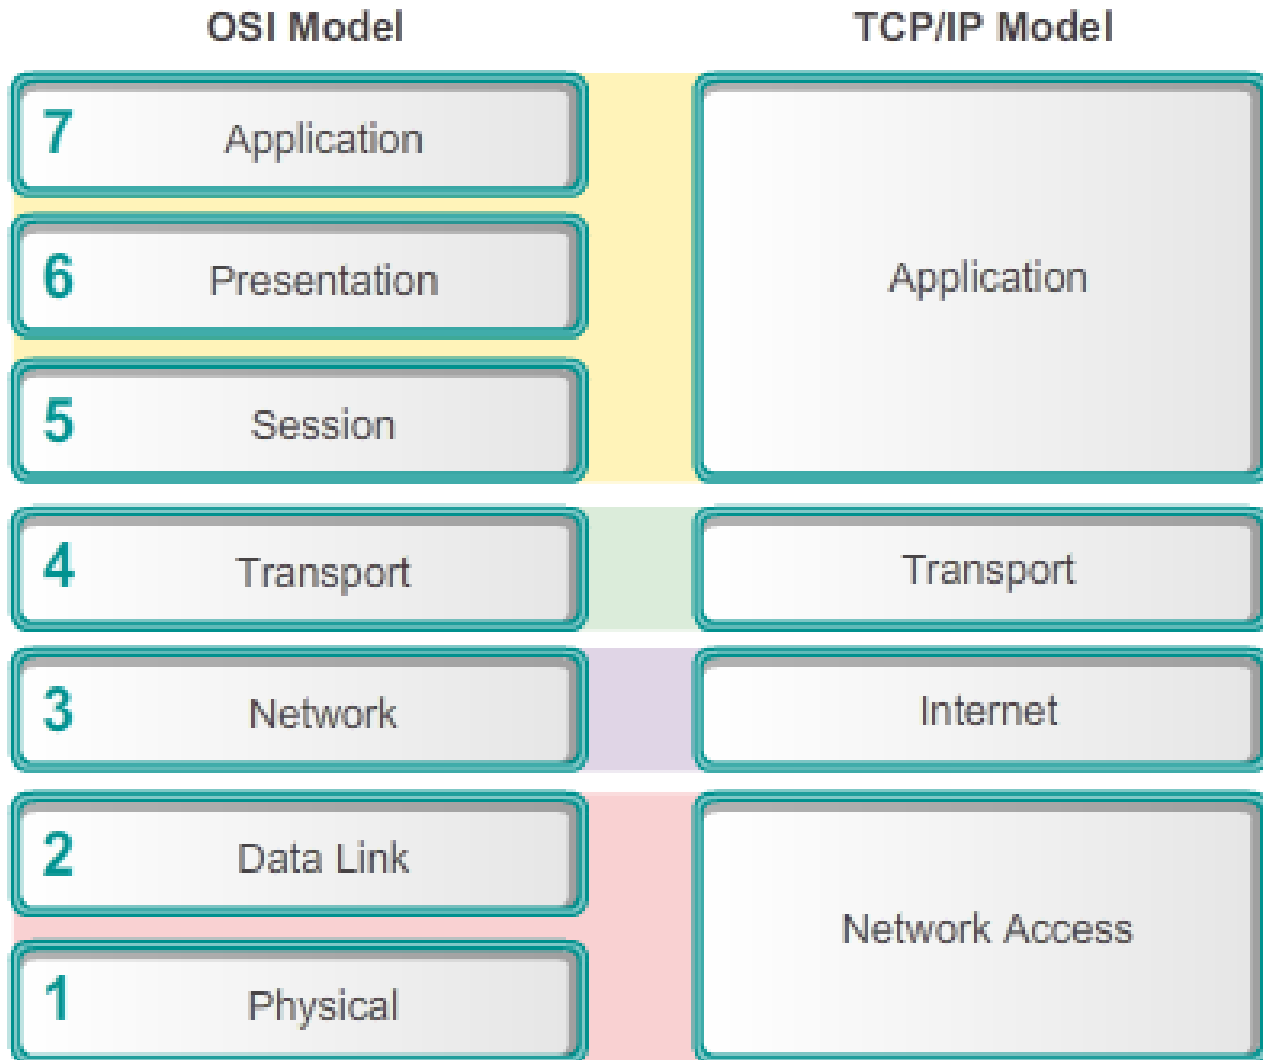 OSI Model
TCP/IP Model
7 Application
6 Presentation
5 Session
Application
4 Transport
Transport
3 Network
Internet
2 Data Link
1 Physical
Network Access